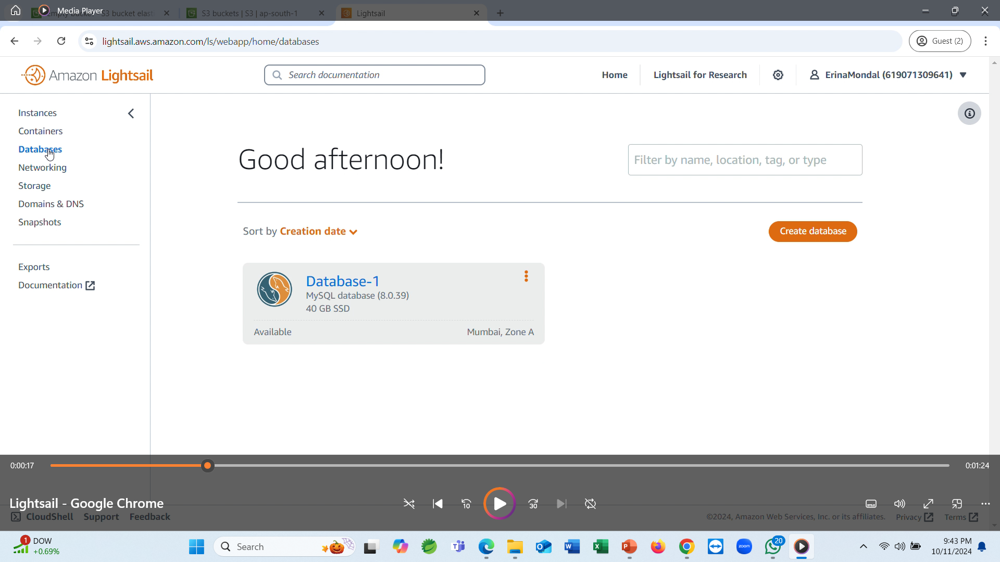 Media Player
Empty bucket S3 bucket elast
S3 buckets | S3 | ap-south-1
Lightsail
lightsail.aws.amazon.com/ls/webapp/home/databases
Guest (2)
Amazon Lightsail
Search documentation
Home
Lightsail for Research
ErinaMondal (619071309641)
Instances
Containers
Databases
Networking
Storage
Domains & DNS
Snapshots
Exports
Documentation
Good afternoon!
Filter by name, location, tag, or type
Sort by Creation date
Create database
Database-1
MySQL database (8.0.39)
40 GB SSD
Available
Mumbai, Zone A
0:00:17
0:01:24
Lightsail - Google Chrome
10
30
CloudShell Support Feedback
©2024, Amazon Web Services, Inc. or its affiliates.
Privacy
Terms
1
DOW
+0.69%
Search
zoom
20
9:43 PM
10/11/2024